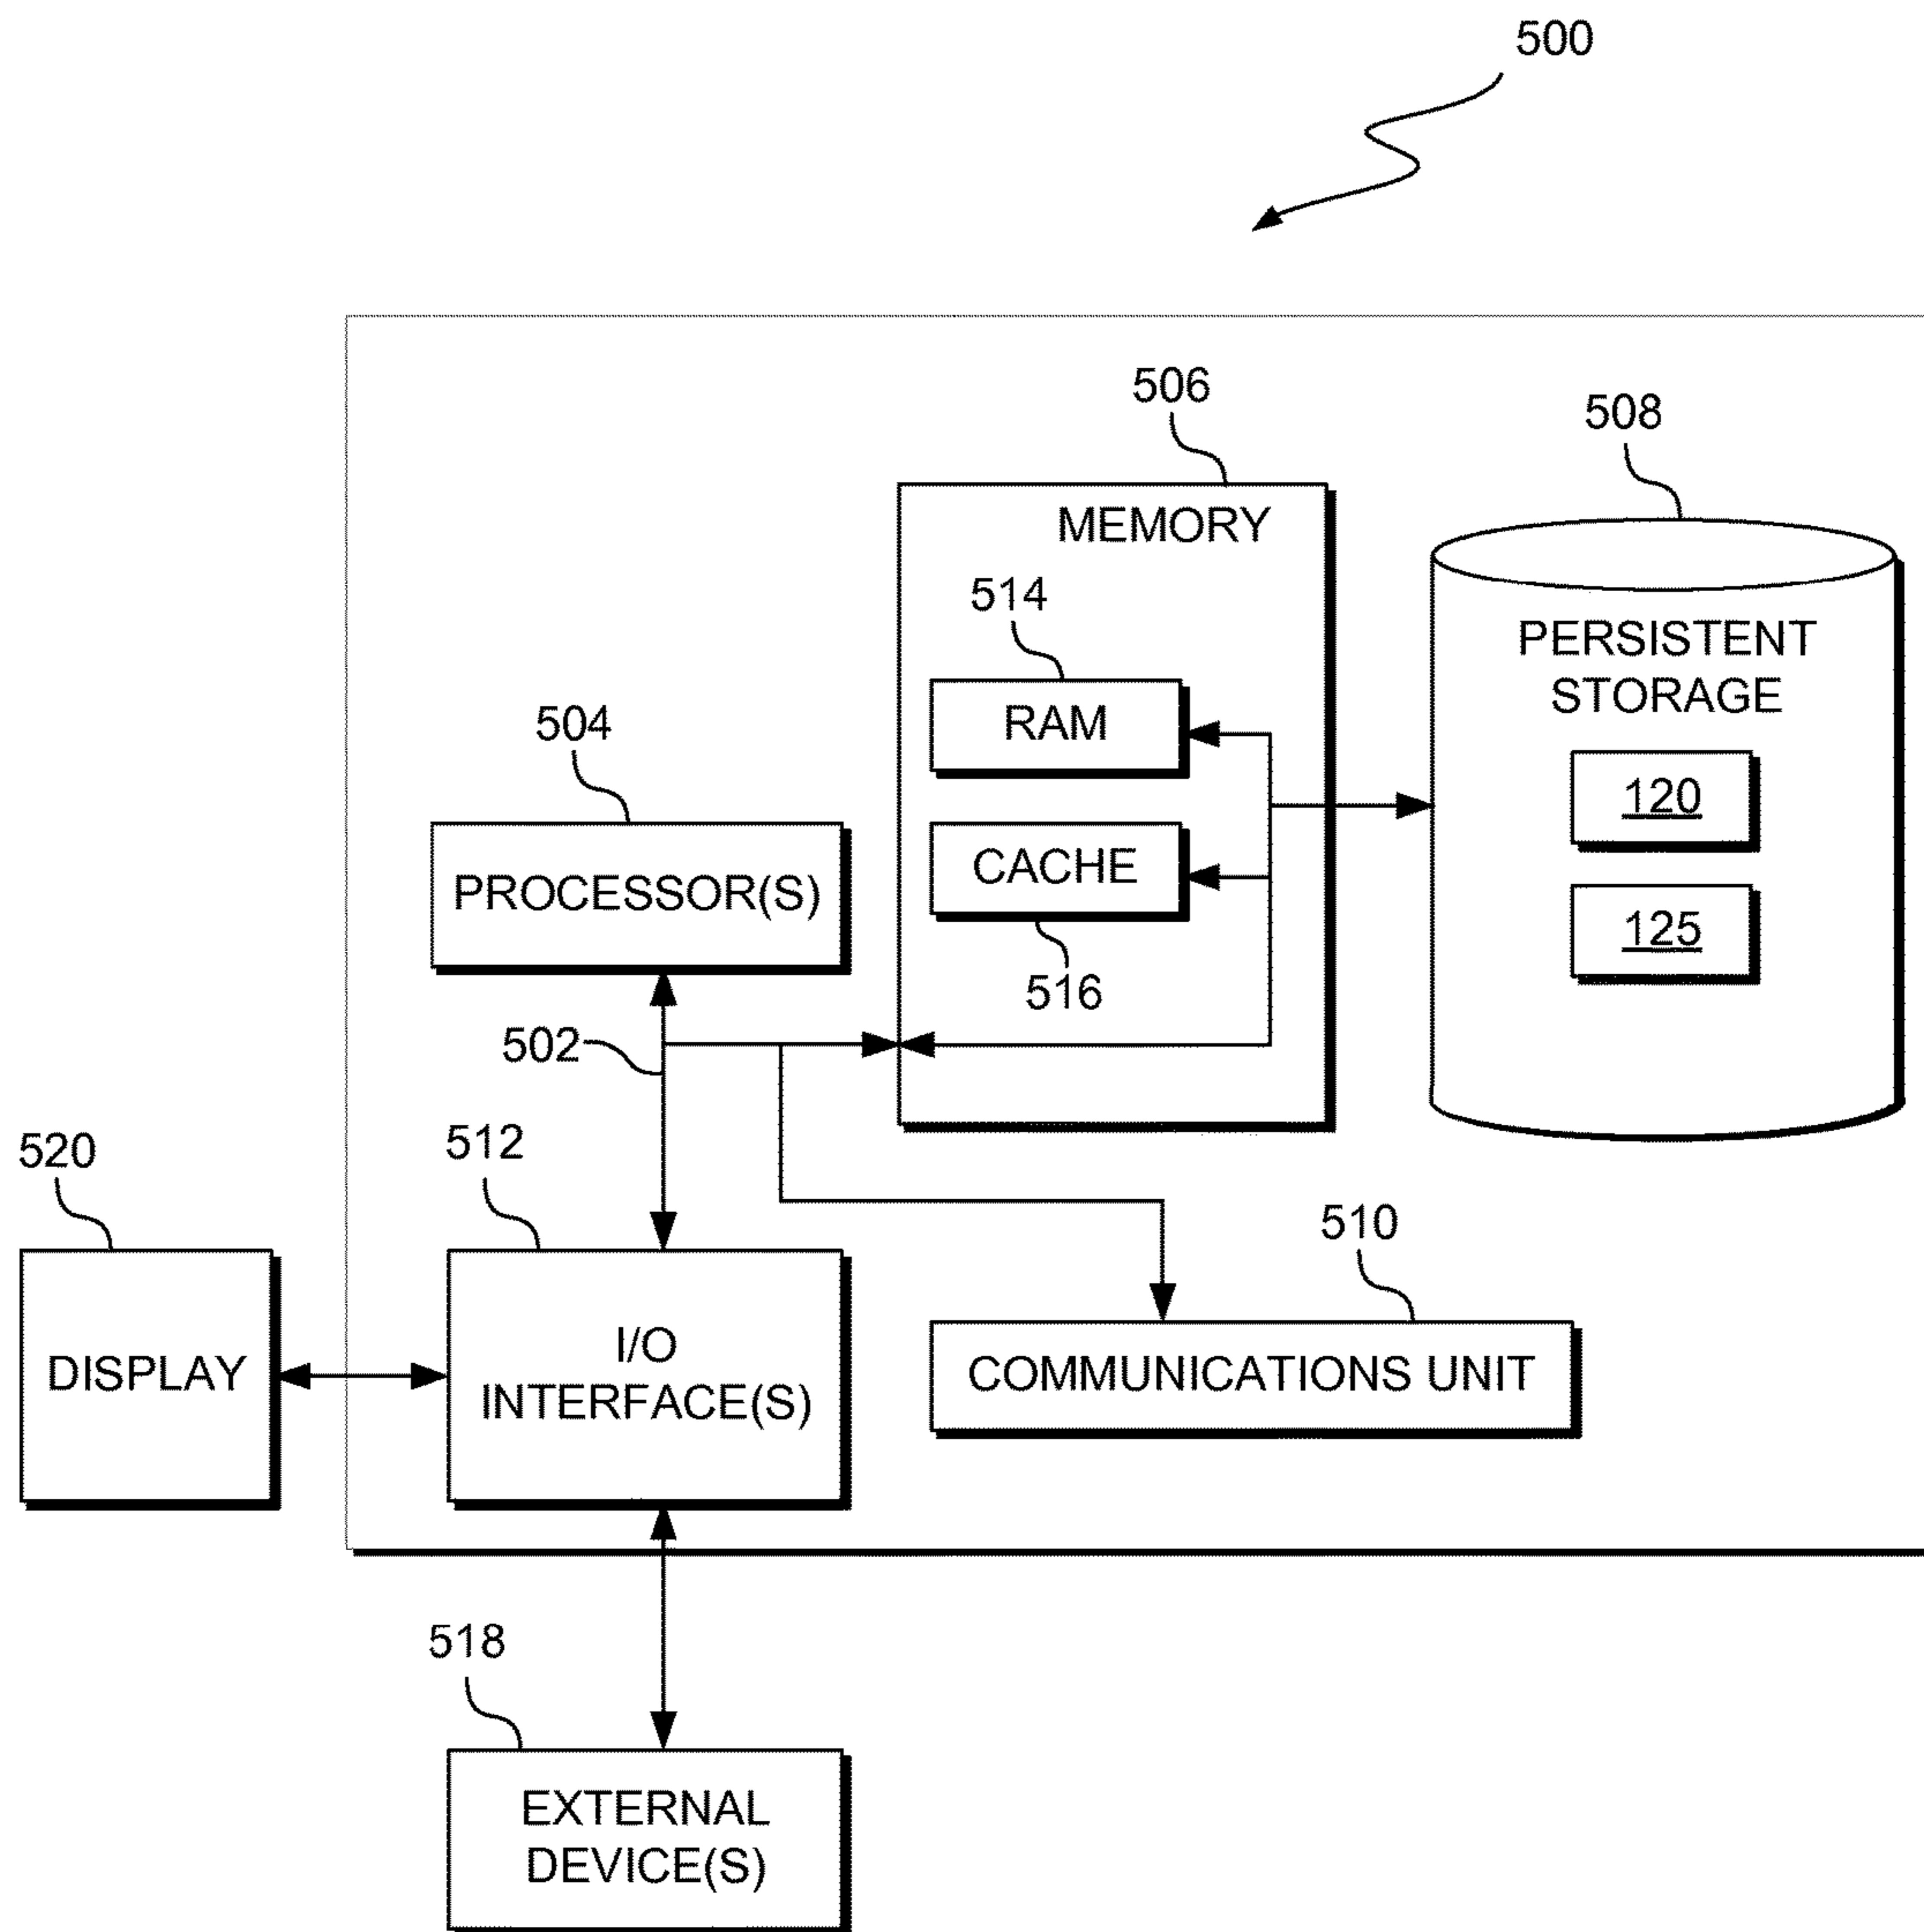 500
506
508
MEMORY
514
PERSISTENT
STORAGE
RAM
504
120
CACHE
PROCESSOR(S)
125
516
502
520
512
510
DISPLAY
I/O
INTERFACE(S)
COMMUNICATIONS UNIT
518
EXTERNAL
DEVICE(S)